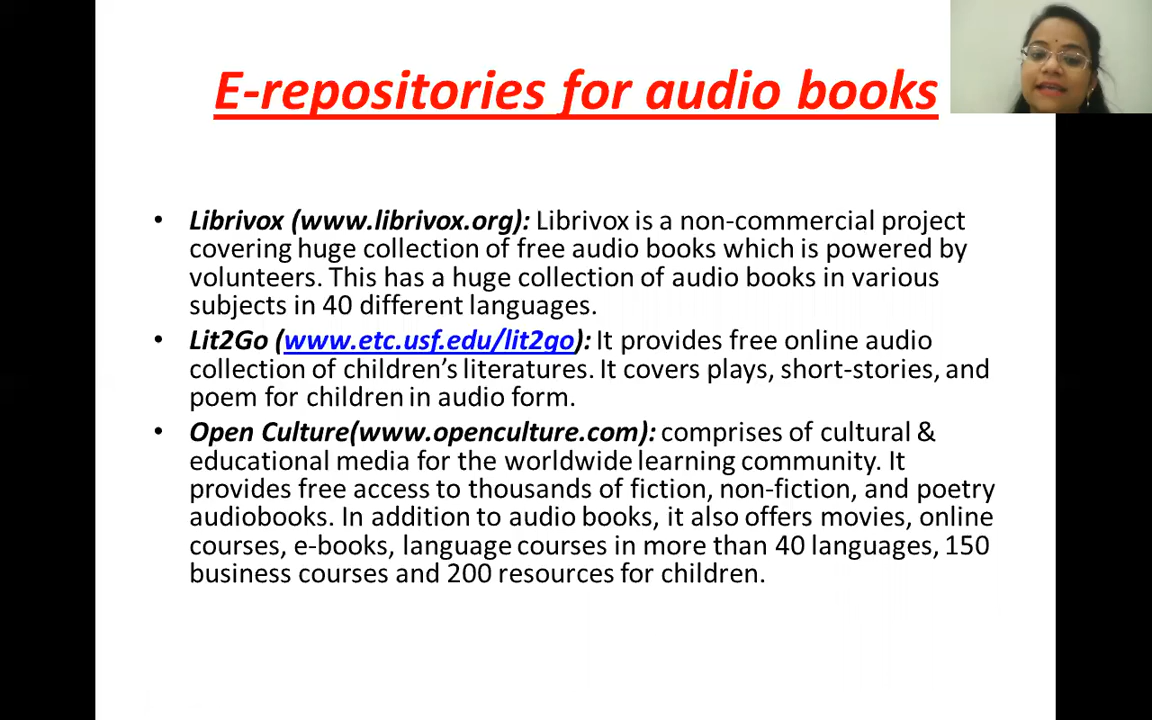 E-repositories for audio books
• Librivox (www.librivox.org): Librivox is a non-commercial project
covering huge collection of free audio books which is powered by
volunteers. This has a huge collection of audio books in various
subjects in 40 different languages.
• Lit2Go (www.etc.usf.edu/lit2go): It provides free online audio
collection of children’s literatures. It covers plays, short-stories, and
poem for children in audio form.
• Open Culture(www.openculture.com): comprises of cultural &
educational media for the worldwide learning community. It
provides free access to thousands of fiction, non-fiction, and poetry
audiobooks. In addition to audio books, it also offers movies, online
courses, e-books, language courses in more than 40 languages, 150
business courses and 200 resources for children.